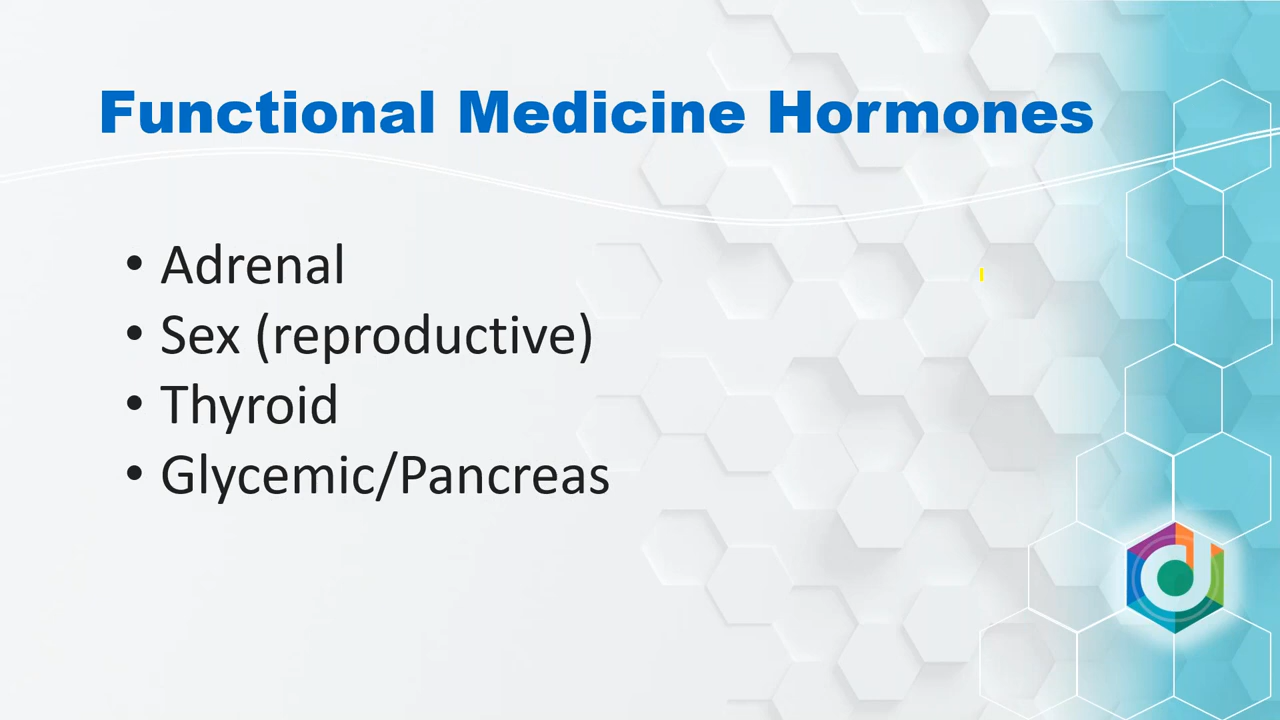 Functional Medicine Hormones
• Adrenal
• Sex (reproductive)
• Thyroid
• Glycemic/Pancreas